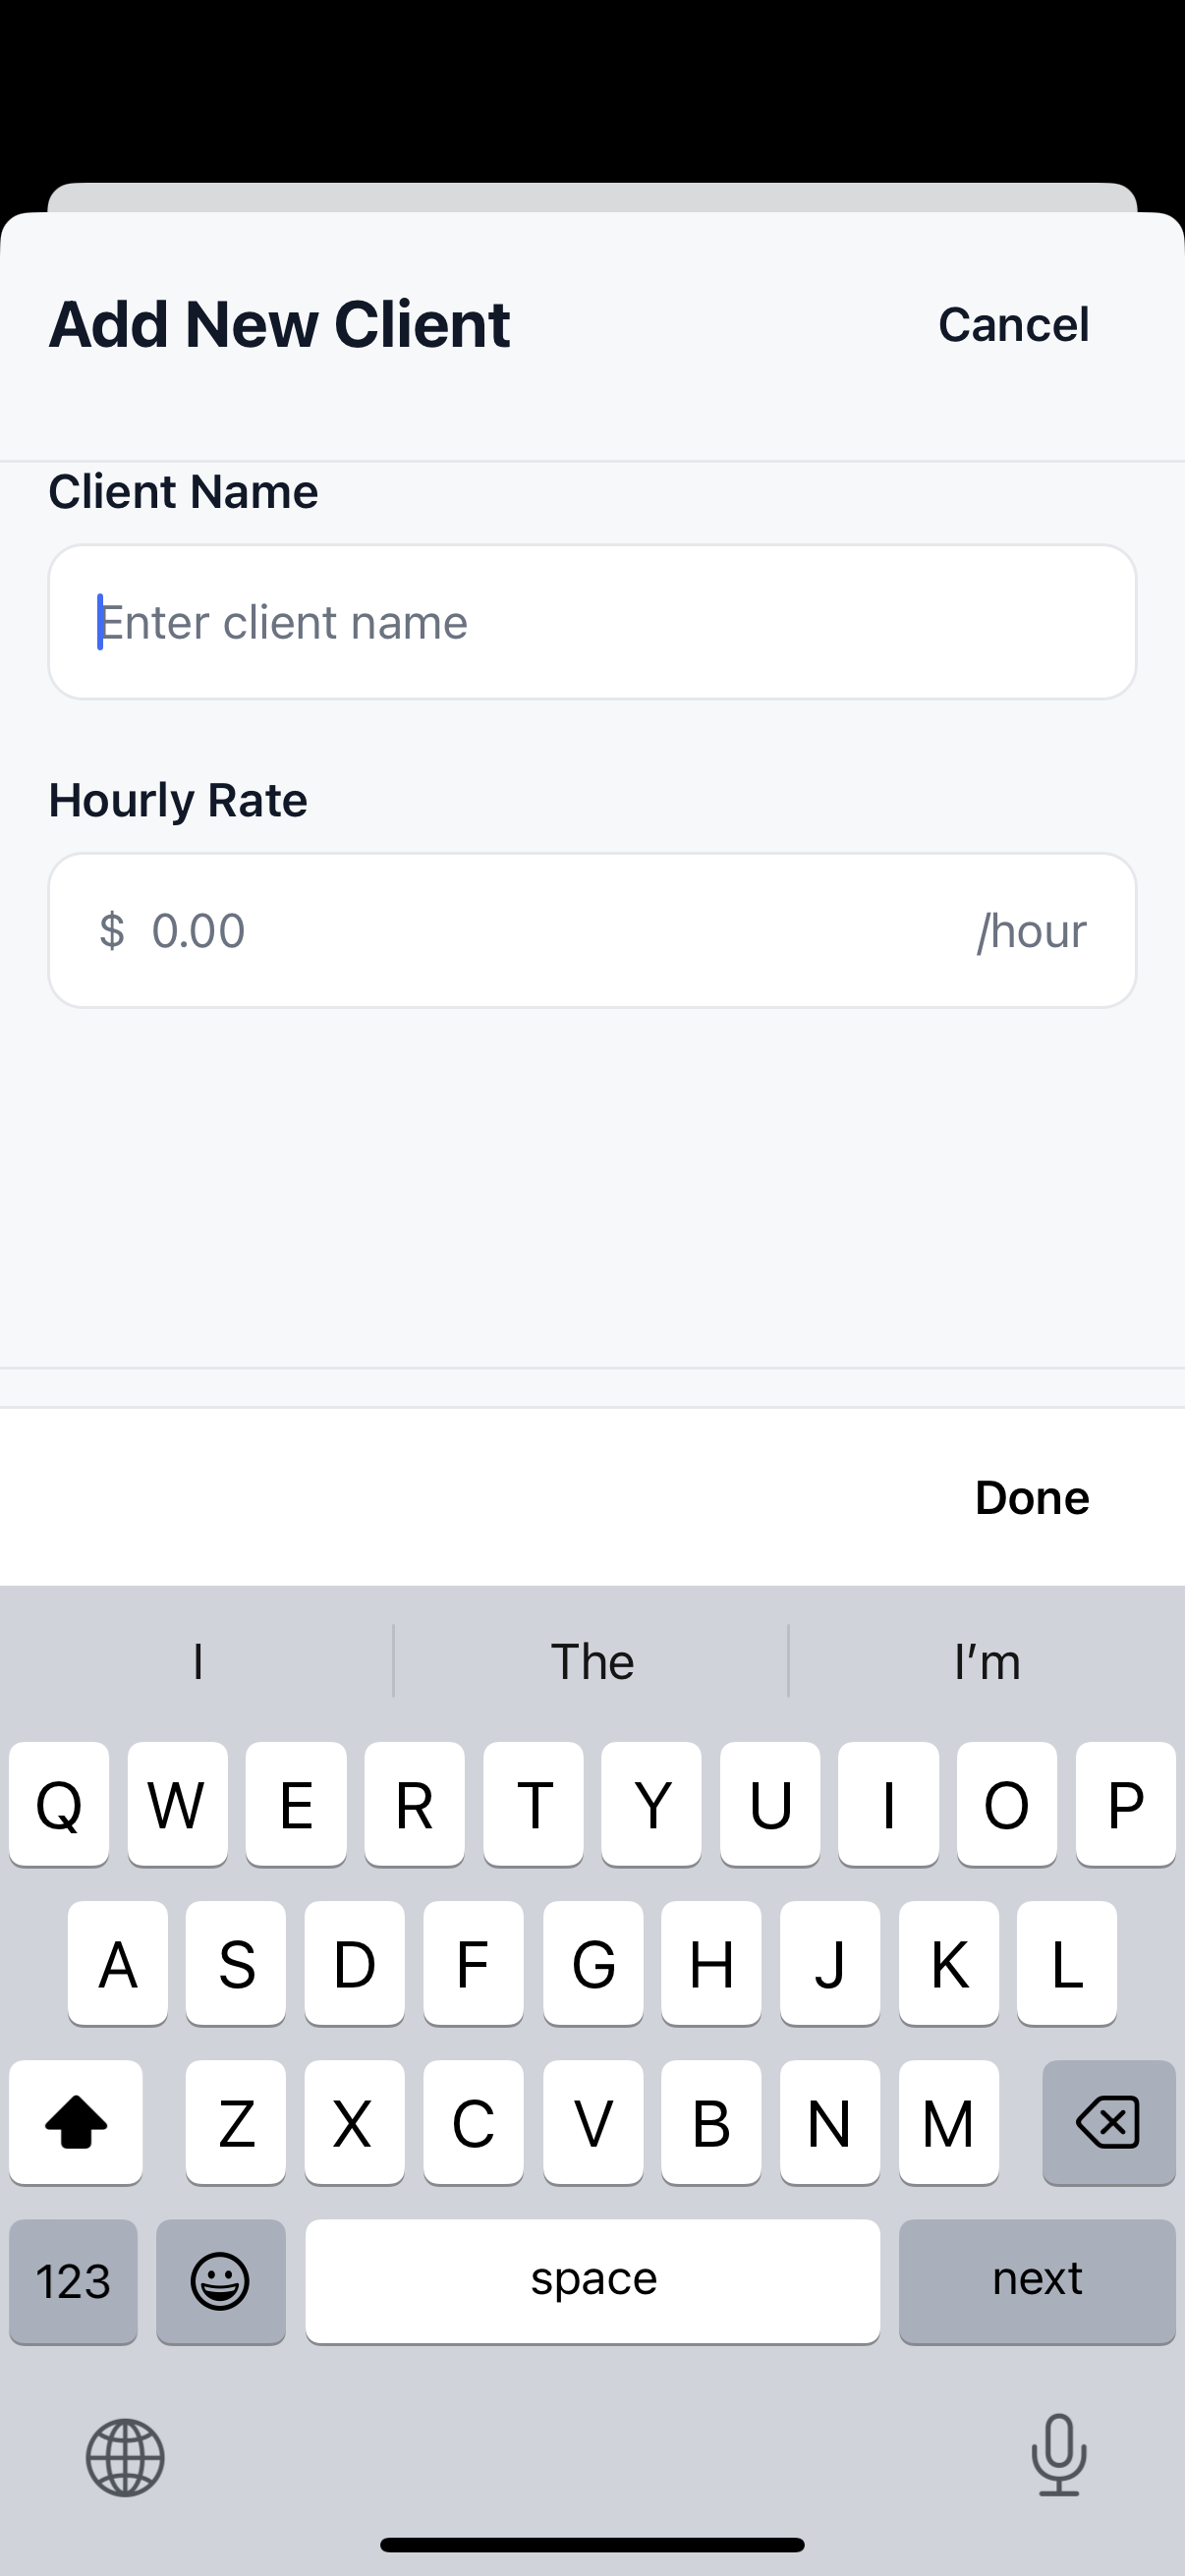 Add New Client Cancel
Client Name
Enter client name
Hourly Rate
$ 0.00 /hour
Done
I The I’m
Q W E R T Y U I O P
A S D F G H J K L
Z X C V B N M
123 space next